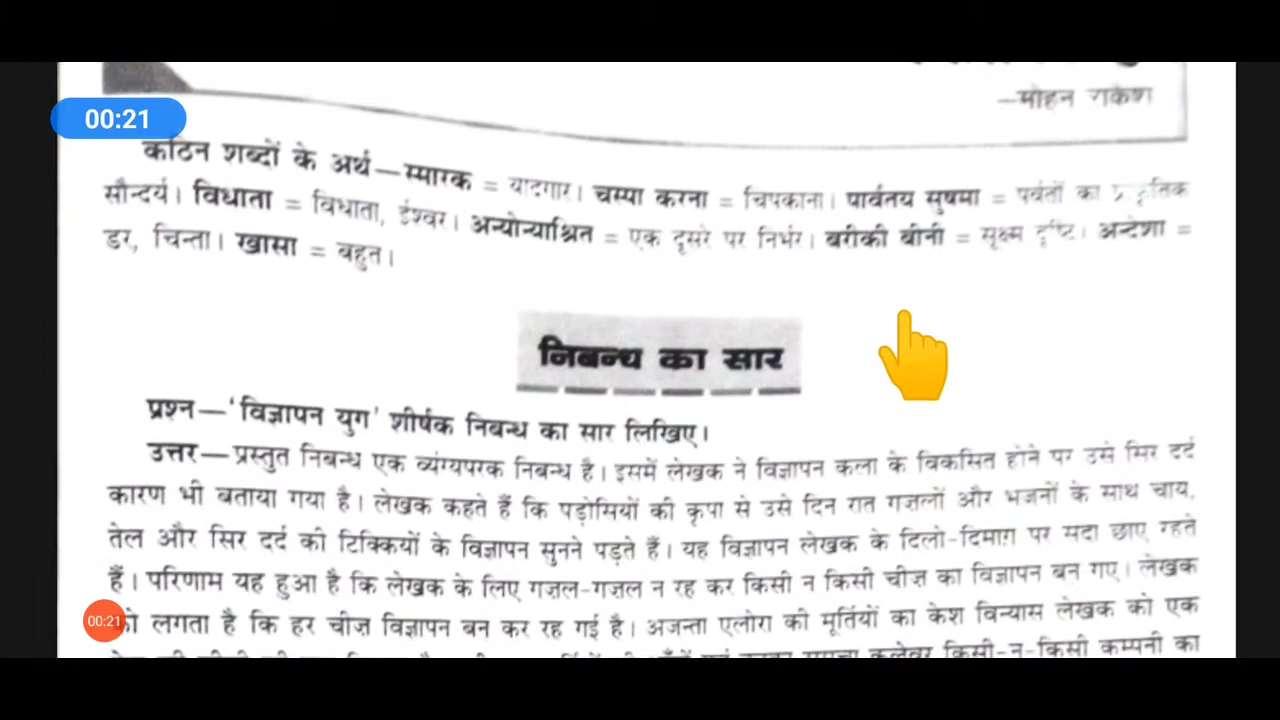 —मोहन राकेश
00:21
कठिन शब्दों के अर्थ—स्मारक = यादगार। चस्पा करना = चिपकाना। पार्वतय सुषमा = पर्वतों का प्राकृतिक
सौन्दर्य। विधाता = विधाता, ईश्वर। अन्योन्याश्रित = एक दूसरे पर निर्भर। बरीकी बीनी = सूक्ष्म दृष्टि। अन्देशा =
डर, चिन्ता। खासा = बहुत।
निबन्ध का सार
प्रश्न—'विज्ञापन युग' शीर्षक निबन्ध का सार लिखिए।
उत्तर—प्रस्तुत निबन्ध एक व्यंग्यपरक निबन्ध है। इसमें लेखक ने विज्ञापन कला के विकसित होने पर उसे सिर दर्द
कारण भी बताया गया है। लेखक कहते हैं कि पड़ोसियों की कृपा से उसे दिन रात गज़लों और भजनों के साथ चाय,
तेल और सिर दर्द की टिक्कियों के विज्ञापन सुनने पड़ते हैं। यह विज्ञापन लेखक के दिलो-दिमाग़ पर सदा छाए रहते
हैं। परिणाम यह हुआ है कि लेखक के लिए गज़ल-गज़ल न रह कर किसी न किसी चीज़ का विज्ञापन बन गए। लेखक
00:21
को लगता है कि हर चीज़ विज्ञापन बन कर रह गई है। अजन्ता एलोरा की मूर्तियों का केश विन्यास लेखक को एक
कलेवर किसी-न-किसी कम्पनी का